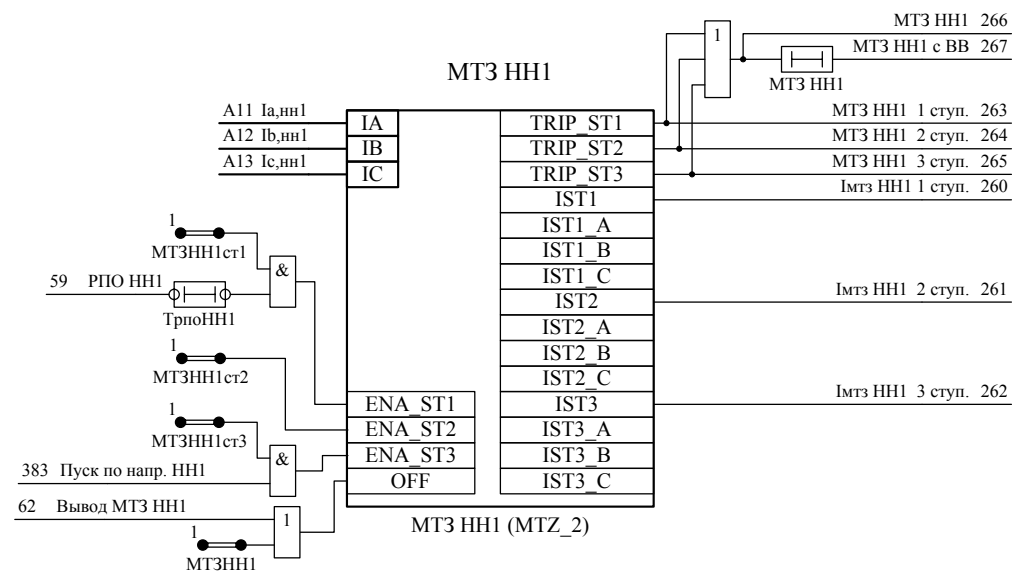 МТЗ НН1 266
1
МТЗ НН1 с ВВ 267
МТЗ НН1
МТЗ НН1
A11 Ia,нн1
IA
TRIP_ST1
МТЗ НН1 1 ступ. 263
A12 Ib,нн1
IB
TRIP_ST2
МТЗ НН1 2 ступ. 264
A13 Ic,нн1
IC
TRIP_ST3
МТЗ НН1 3 ступ. 265
IST1
Iмтз НН1 1 ступ. 260
1
МТЗНН1ст1
IST1_A
IST1_B
&
IST1_C
59 РПО НН1
ТрпоНН1
IST2
Iмтз НН1 2 ступ. 261
IST2_A
1
МТЗНН1ст2
IST2_B
IST2_C
ENA_ST1
IST3
Iмтз НН1 3 ступ. 262
1
МТЗНН1ст3
ENA_ST2
IST3_A
&
ENA_ST3
IST3_B
383 Пуск по напр. НН1
OFF
IST3_C
62 Вывод МТЗ НН1
1
1
МТЗНН1
МТЗ НН1 (MTZ_2)